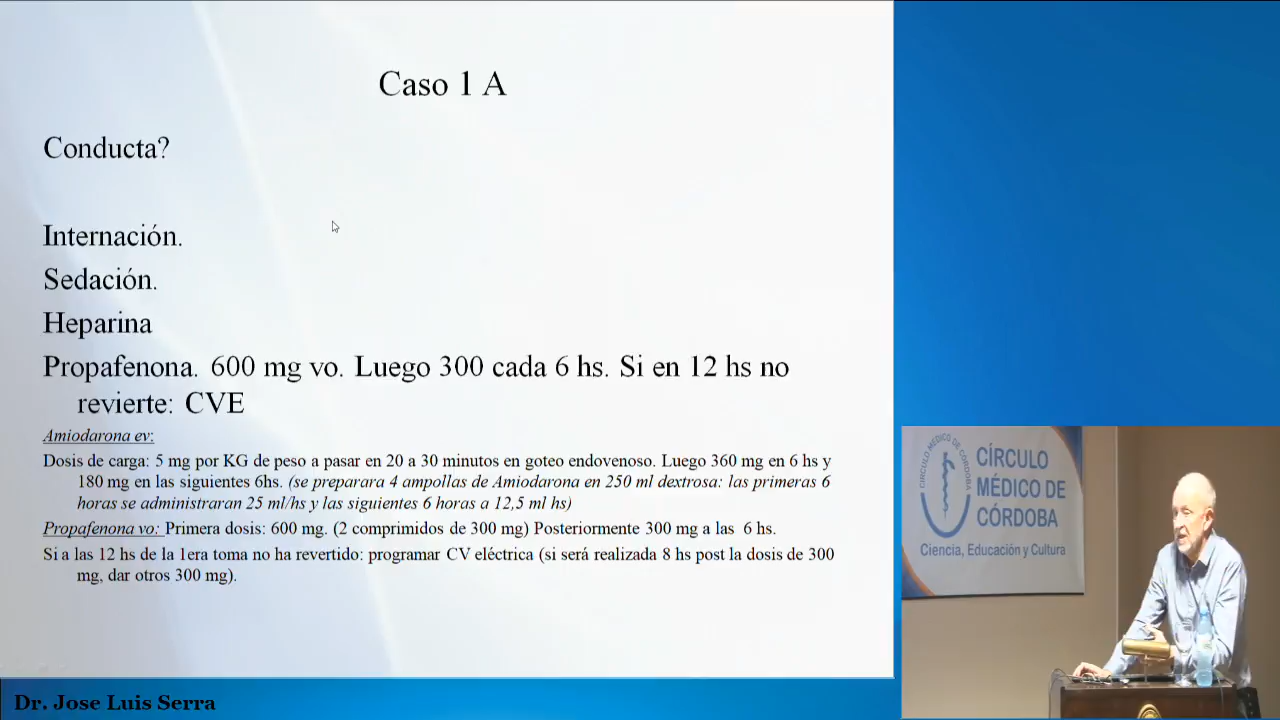 Caso 1 A
Conducta?
Internación.
Sedación.
Heparina
Propafenona. 600 mg vo. Luego 300 cada 6 hs. Si en 12 hs no
revierte: CVE
Amiodarona ev:
Dosis de carga: 5 mg por KG de peso a pasar en 20 a 30 minutos en goteo endovenoso. Luego 360 mg en 6 hs y
180 mg en las siguientes 6hs. (se preparara 4 ampollas de Amiodarona en 250 ml dextrosa: las primeras 6
horas se administraran 25 ml/hs y las siguientes 6 horas a 12,5 ml hs)
Propafenona vo: Primera dosis: 600 mg. (2 comprimidos de 300 mg) Posteriormente 300 mg a las 6 hs.
Si a las 12 hs de la 1era toma no ha revertido: programar CV eléctrica (si será realizada 8 hs post la dosis de 300
mg, dar otros 300 mg).
CÍRCULO MÉDICO DE CÓRDOBA
CÍRCULO
MÉDICO DE
CÓRDOBA
Ciencia, Educación y Cultura
Dr. Jose Luis Serra